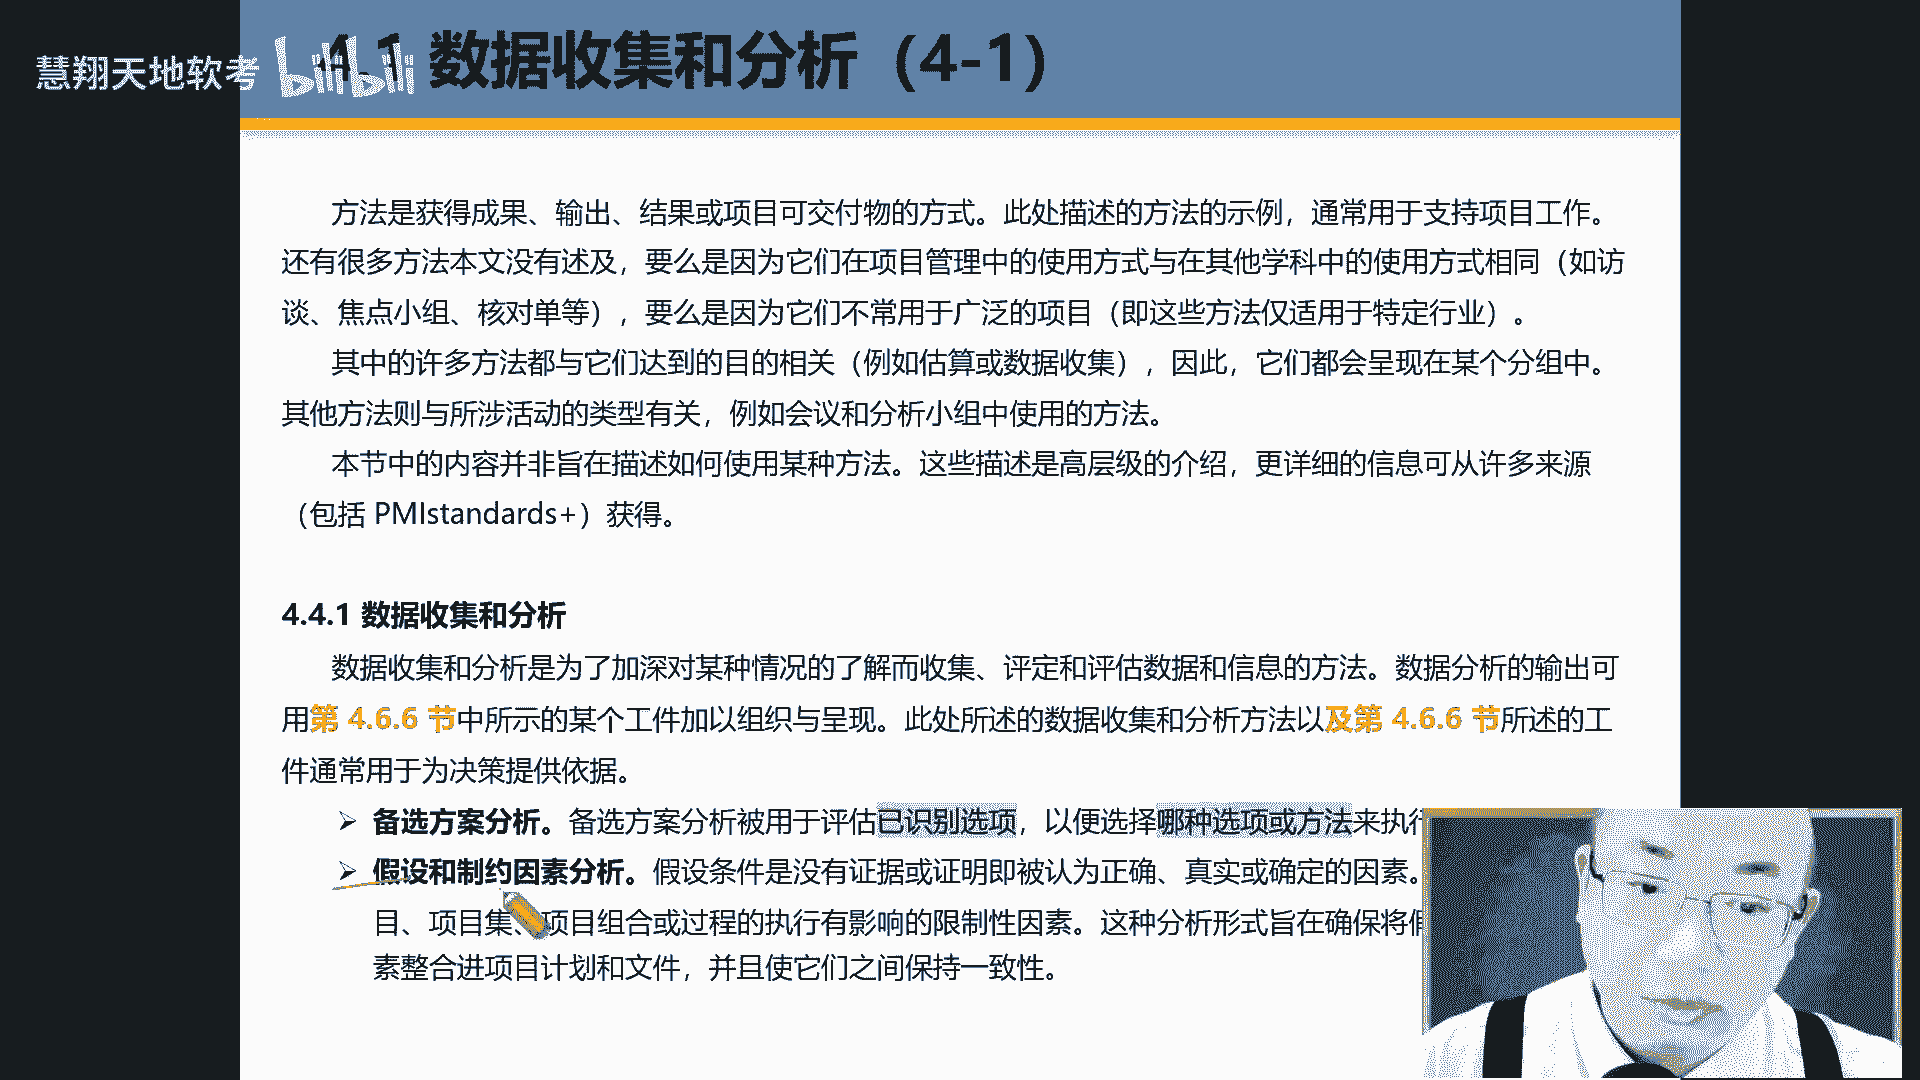 慧翔天地软考 bilibili
4.1 数据收集和分析（4-1）
方法是获得成果、输出、结果或项目可交付物的方式。此处描述的方法的示例，通常用于支持项目工作。
还有很多方法本文没有述及，要么是因为它们在项目管理中的使用方式与在其他学科中的使用方式相同（如访
谈、焦点小组、核对单等），要么是因为它们不常用于广泛的项目（即这些方法仅适用于特定行业）。
其中的许多方法都与它们达到的目的相关（例如估算或数据收集），因此，它们都会呈现在某个分组中。
其他方法则与所涉活动的类型有关，例如会议和分析小组中使用的方法。
本节中的内容并非旨在描述如何使用某种方法。这些描述是高层级的介绍，更详细的信息可从许多来源
（包括 PMIstandards+）获得。
4.4.1 数据收集和分析
数据收集和分析是为了加深对某种情况的了解而收集、评定和评估数据和信息的方法。数据分析的输出可
用第 4.6.6 节中所示的某个工件加以组织与呈现。此处所述的数据收集和分析方法以及第 4.6.6 节所述的工
件通常用于为决策提供依据。
➢ 备选方案分析。备选方案分析被用于评估已识别选项，以便选择哪种选项或方法来执行
➢ 假设和制约因素分析。假设条件是没有证据或证明即被认为正确、真实或确定的因素。
目、项目集、项目组合或过程的执行有影响的限制性因素。这种分析形式旨在确保将假
素整合进项目计划和文件，并且使它们之间保持一致性。